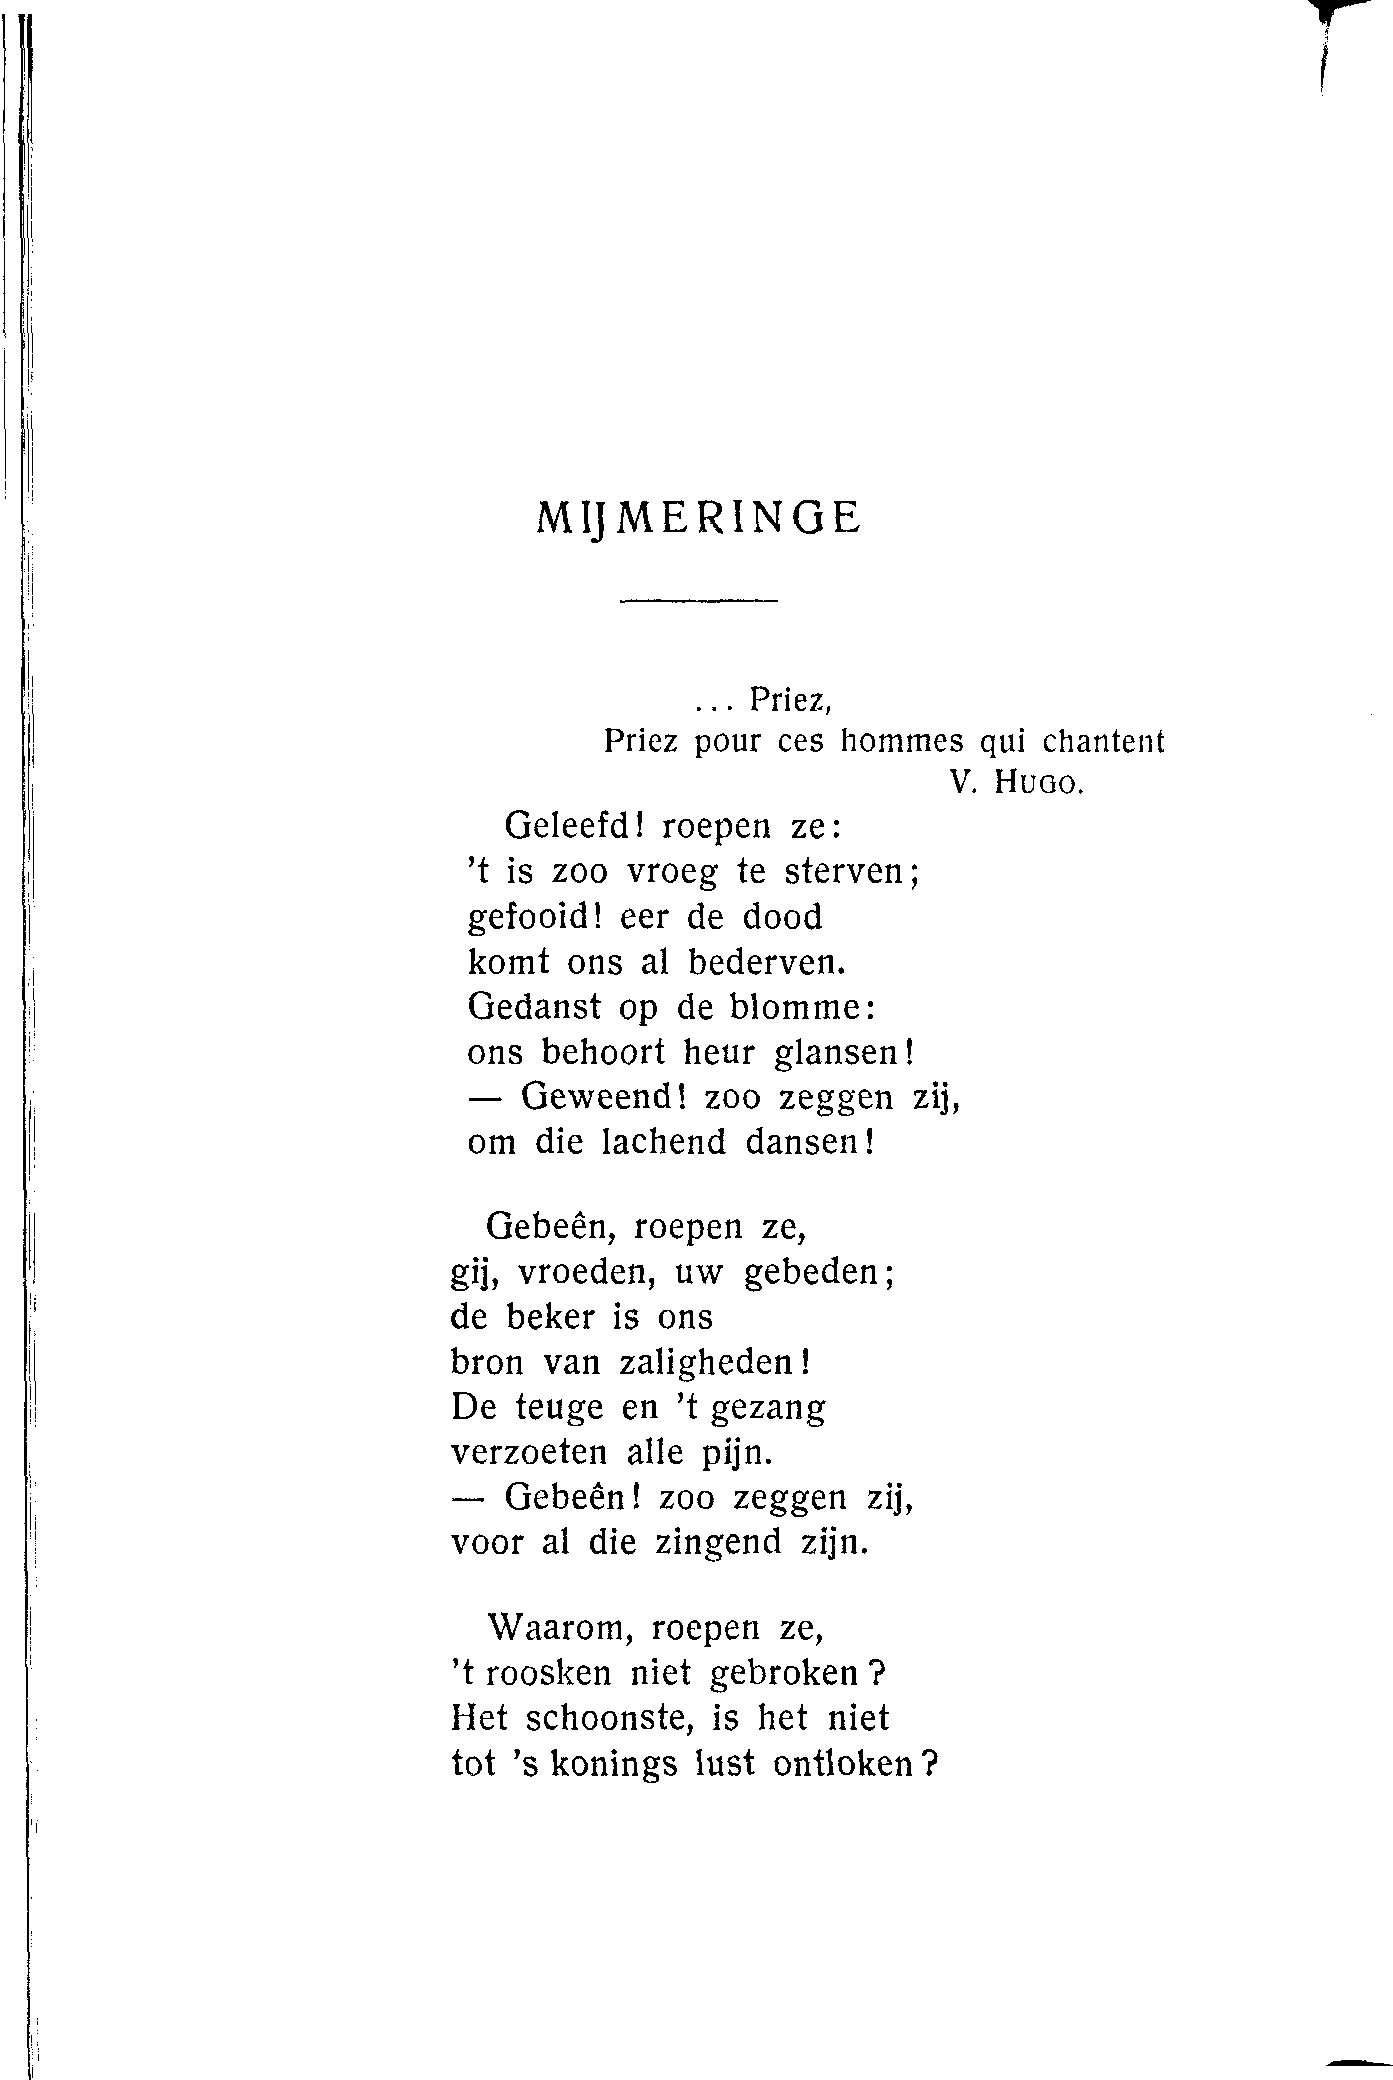 MIJMERINGE
... Priez,
Priez pour ces hommes qui chantent
V. HUGO.
Geleefd! roepen ze:
't is zoo vroeg te sterven;
gefooid! eer de dood
komt ons al bederven.
Gedanst op de blomme:
ons behoort heur glansen!
— Geweend! zoo zeggen zij,
om die lachend dansen!
Gebeên, roepen ze,
gij, vroeden, uw gebeden;
de beker is ons
bron van zaligheden!
De teuge en 't gezang
verzoeten alle pijn.
— Gebeên! zoo zeggen zij,
voor al die zingend zijn.
Waarom, roepen ze,
't roosken niet gebroken?
Het schoonste, is het niet
tot 's konings lust ontloken?